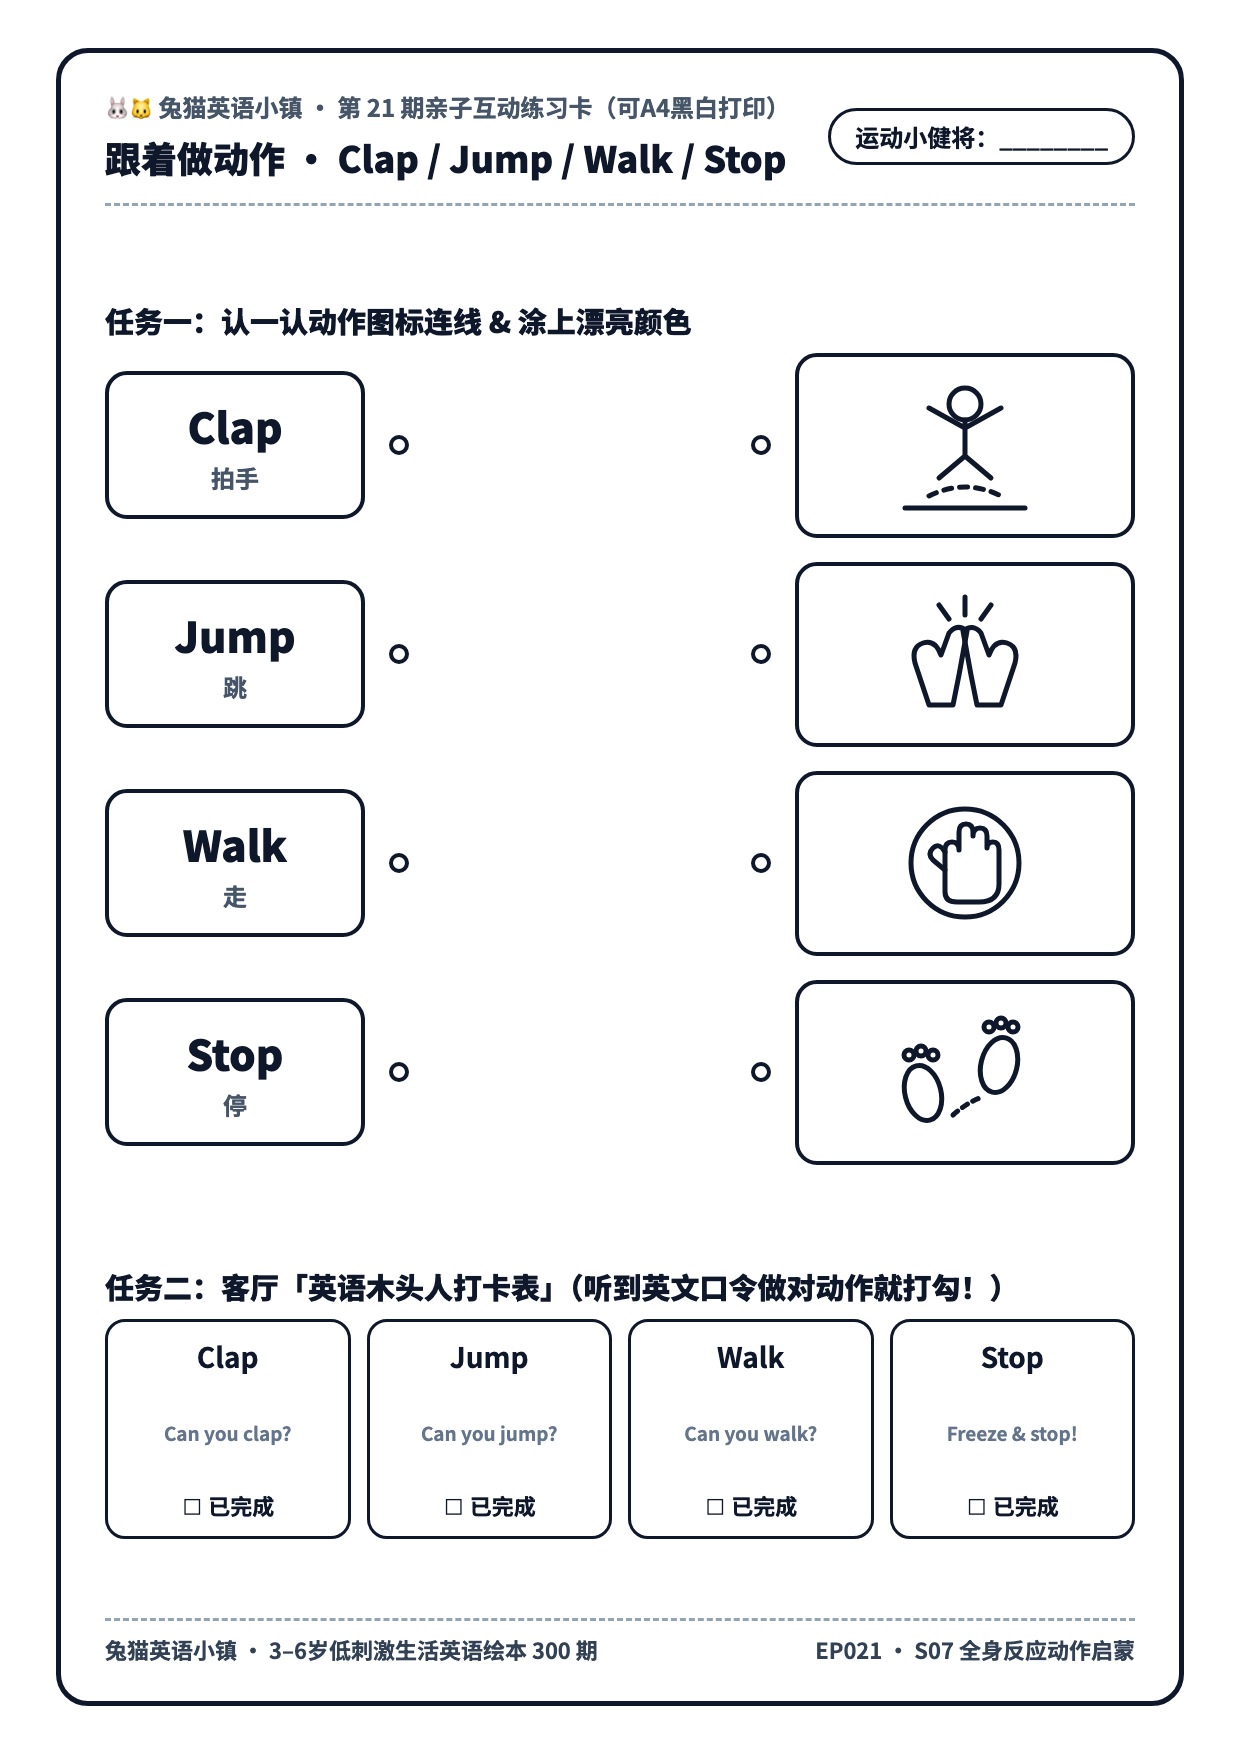 🐰🐱 兔猫英语小镇 · 第 21 期亲子互动练习卡（可A4黑白打印）
跟着做动作 · Clap / Jump / Walk / Stop
运动小健将：________
任务一：认一认动作图标连线 & 涂上漂亮颜色
Clap
拍手
Jump
跳
Walk
走
Stop
停
任务二：客厅「英语木头人打卡表」（听到英文口令做对动作就打勾！）
Clap
Can you clap?
☐ 已完成
Jump
Can you jump?
☐ 已完成
Walk
Can you walk?
☐ 已完成
Stop
Freeze & stop!
☐ 已完成
兔猫英语小镇 · 3–6岁低刺激生活英语绘本 300 期
EP021 · S07 全身反应动作启蒙